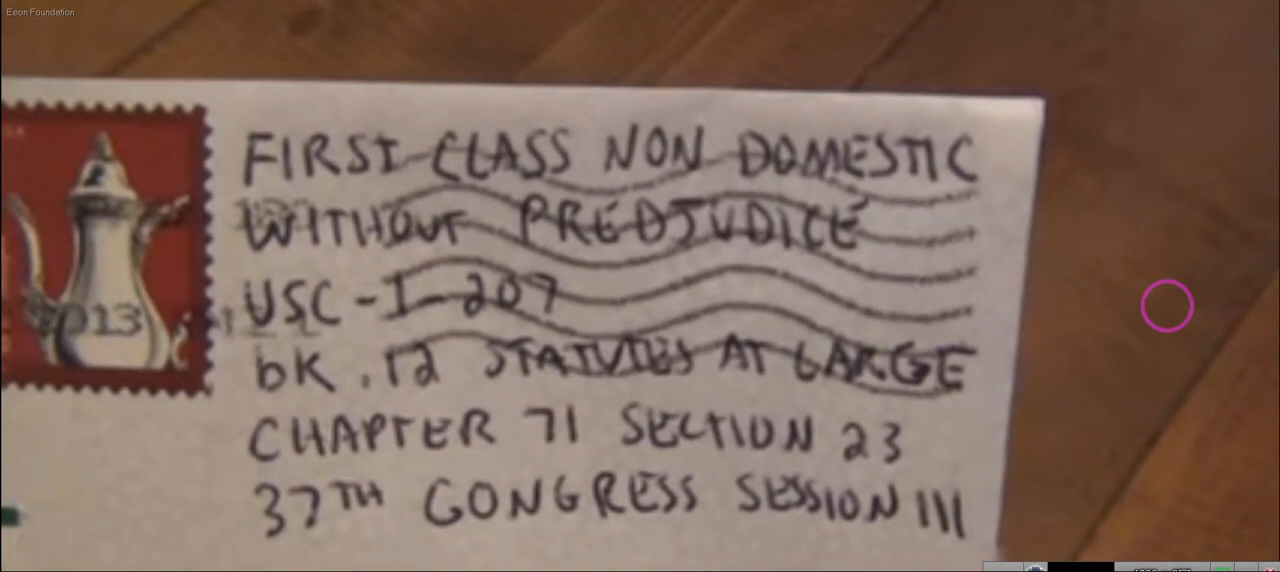 Eeon Foundation
FIRST CLASS NON DOMESTIC
WITHOUT PREDJUDICE
USC-I-207
bK. 12 STATUTES AT LARGE
CHAPTER 71 SECTION 23
37TH CONGRESS SESSION III
2013